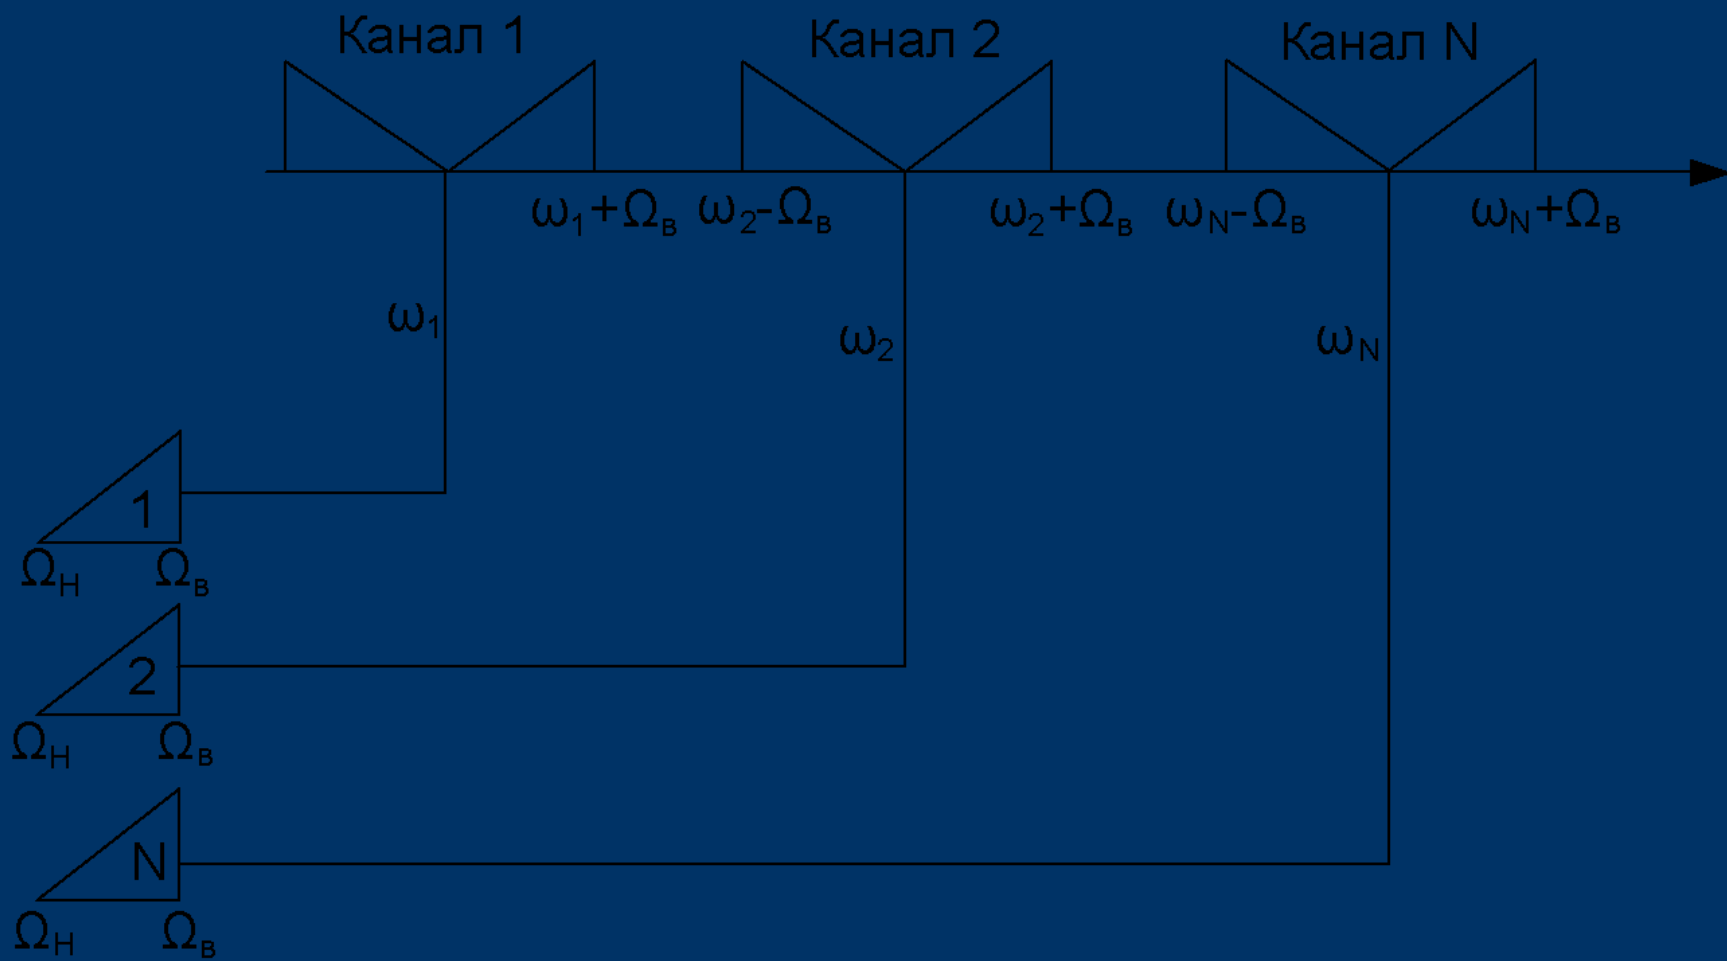 Канал 1 Канал 2 Канал N
ω₁+Ωв ω₂-Ωв ω₂+Ωв ωN-Ωв ωN+Ωв
ω₁ ω₂ ωN
1
ΩН Ωв
2
ΩН Ωв
N
ΩН Ωв